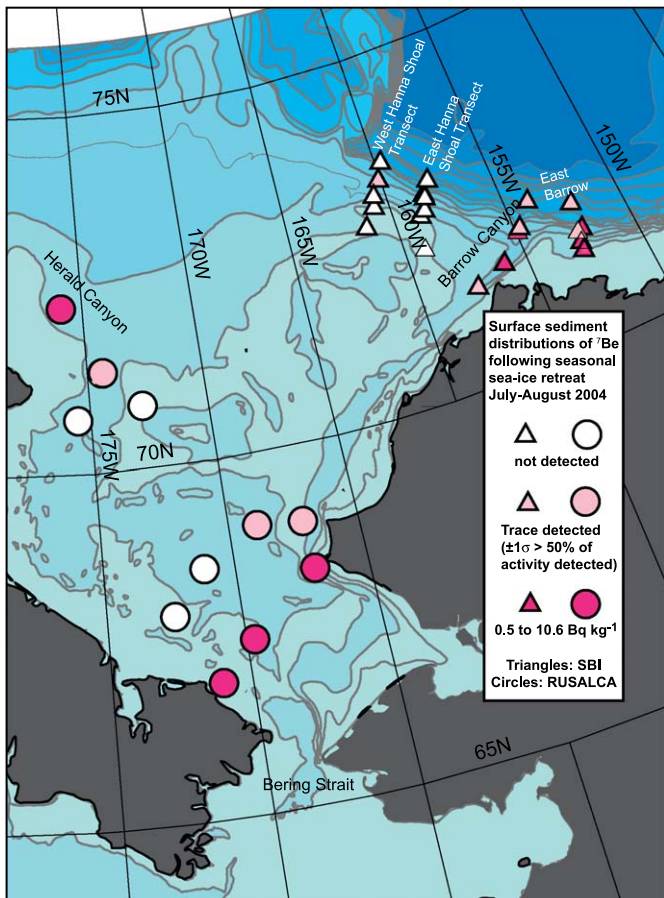 75N
West Hanna Shoal
Transect
East Hanna
Shoal Transect
150W
155W
East
Barrow
160W
165W
170W
Barrow Canyon
Herald Canyon
175W
70N
Surface sediment
distributions of ⁷Be
following seasonal
sea-ice retreat
July-August 2004
not detected
Trace detected
(±1σ > 50% of
activity detected)
0.5 to 10.6 Bq kg⁻¹
Triangles: SBI
Circles: RUSALCA
65N
Bering Strait